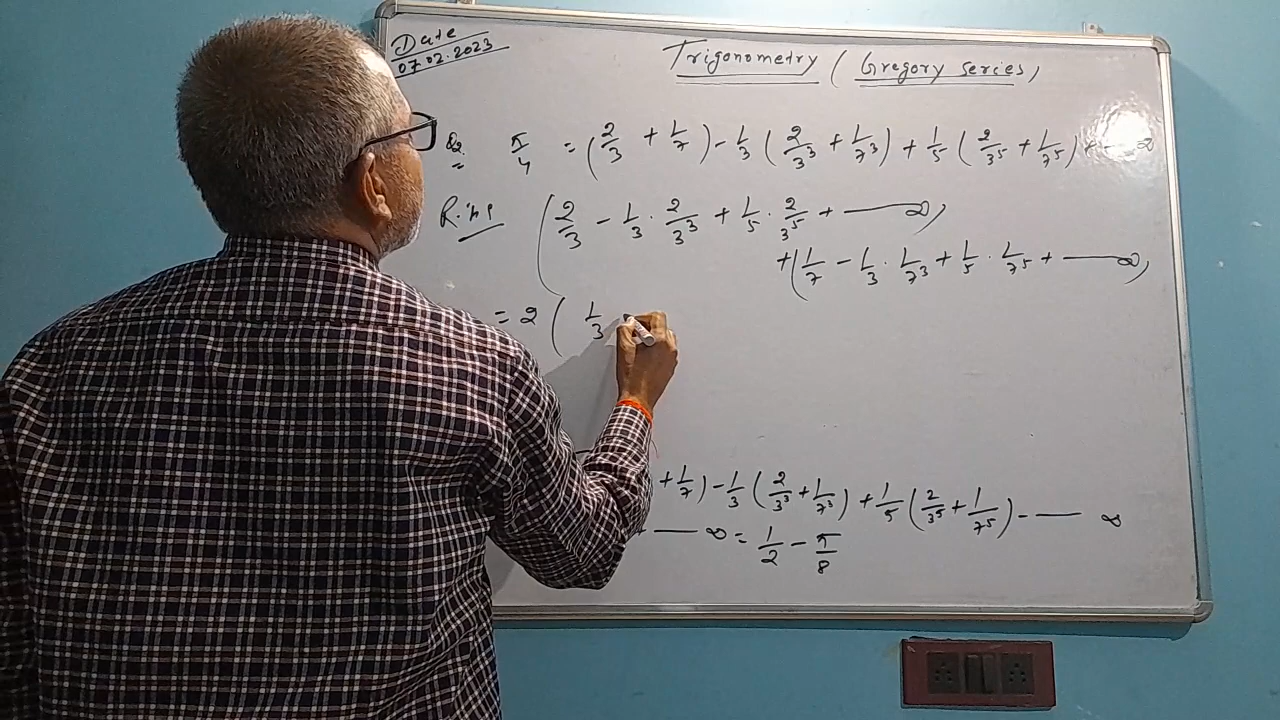 Date
07.02.2023
Trigonometry (Gregory series)
Q2. π/4 = (2/3 + 1/7) - 1/3 (2/3³ + 1/7³) + 1/5 (2/3⁵ + 1/7⁵) + - ∞
R.H.S (2/3 - 1/3 . 2/3³ + 1/5 . 2/3⁵ + — ∞)
+ (1/7 - 1/3 . 1/7³ + 1/5 . 1/7⁵ + — ∞)
= 2 ( 1/3
+ 1/7) - 1/3 (2/3³ + 1/7³) + 1/5 (2/3⁵ + 1/7⁵) - — ∞
— ∞ = 1/2 - π/8